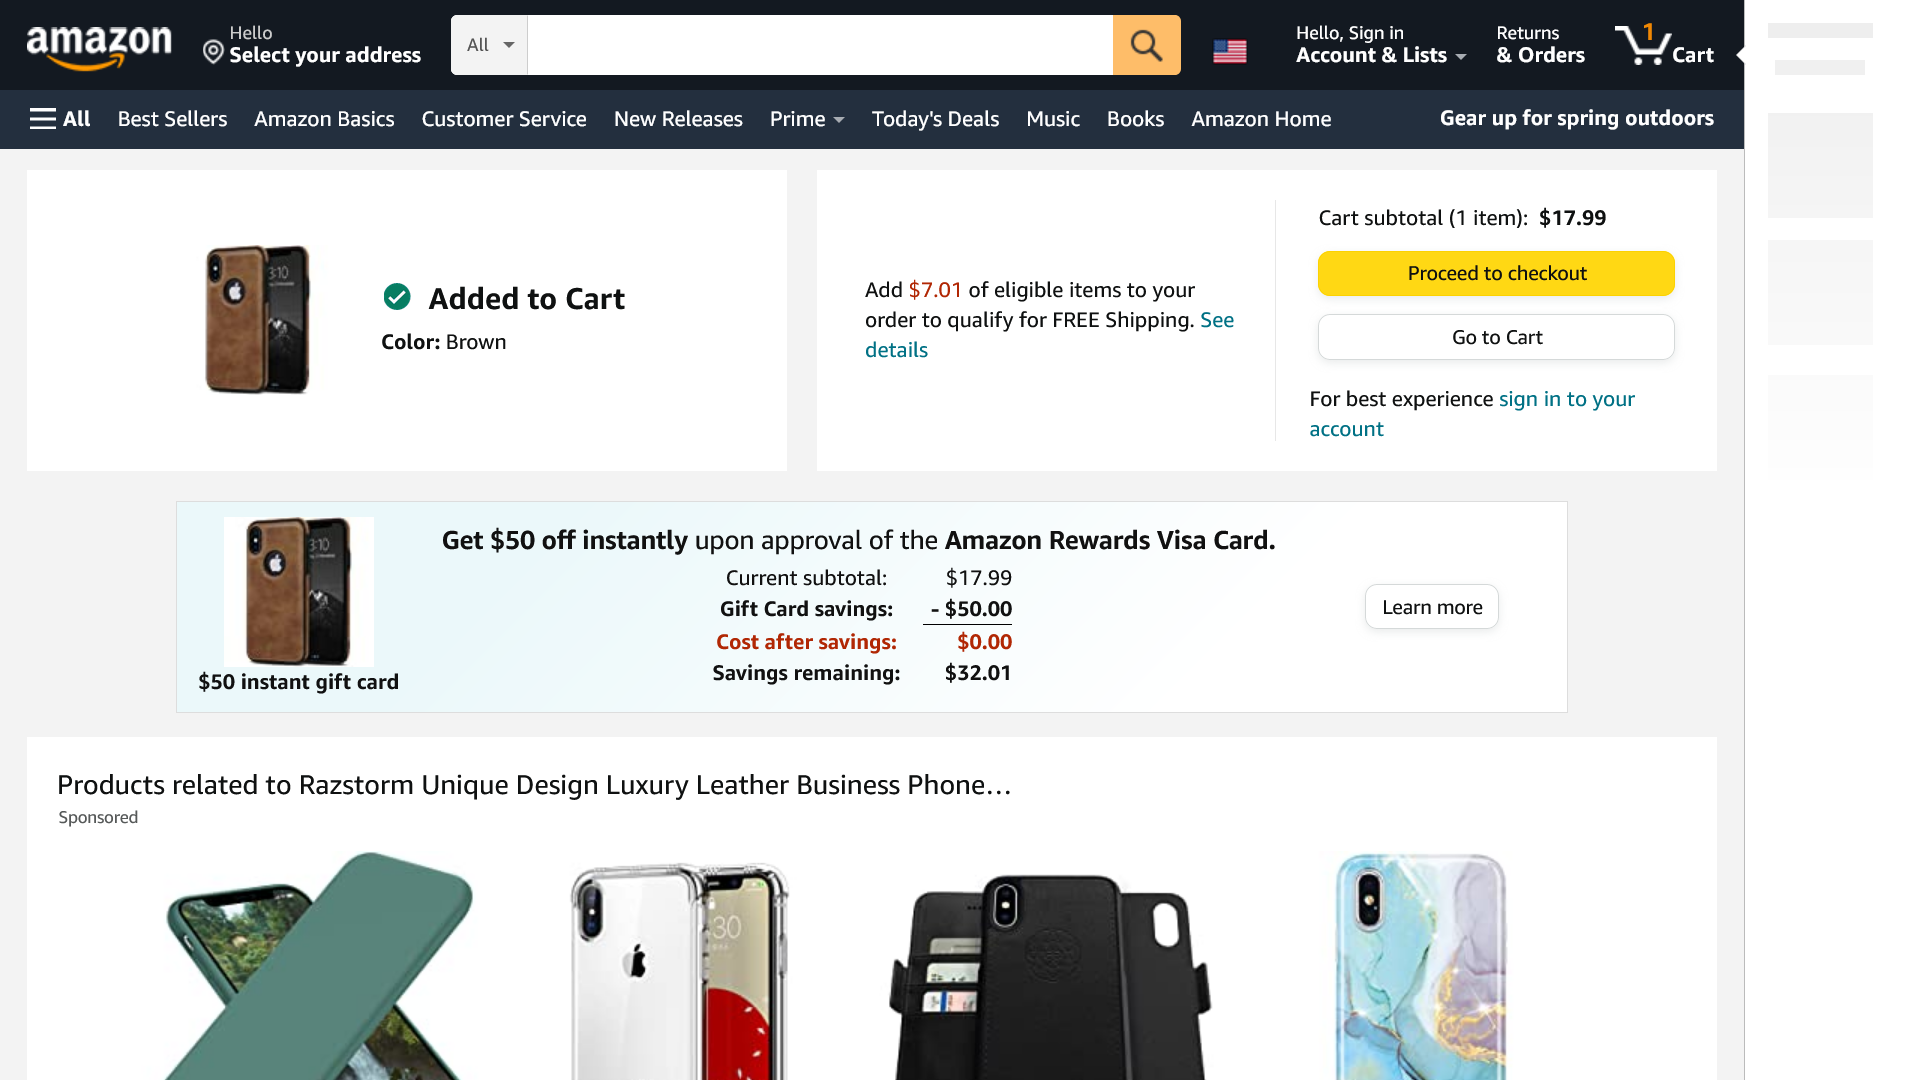 amazon
Hello
Select your address
All
Hello, Sign in
Account & Lists
Returns
& Orders
1
Cart
All
Best Sellers
Amazon Basics
Customer Service
New Releases
Prime
Today's Deals
Music
Books
Amazon Home
Gear up for spring outdoors
Added to Cart
Color: Brown
Add $7.01 of eligible items to your
order to qualify for FREE Shipping. See
details
Cart subtotal (1 item): $17.99
Proceed to checkout
Go to Cart
For best experience sign in to your
account
Get $50 off instantly upon approval of the Amazon Rewards Visa Card.
Current subtotal: $17.99
Gift Card savings: - $50.00
Cost after savings: $0.00
Savings remaining: $32.01
$50 instant gift card
Learn more
Products related to Razstorm Unique Design Luxury Leather Business Phone…
Sponsored